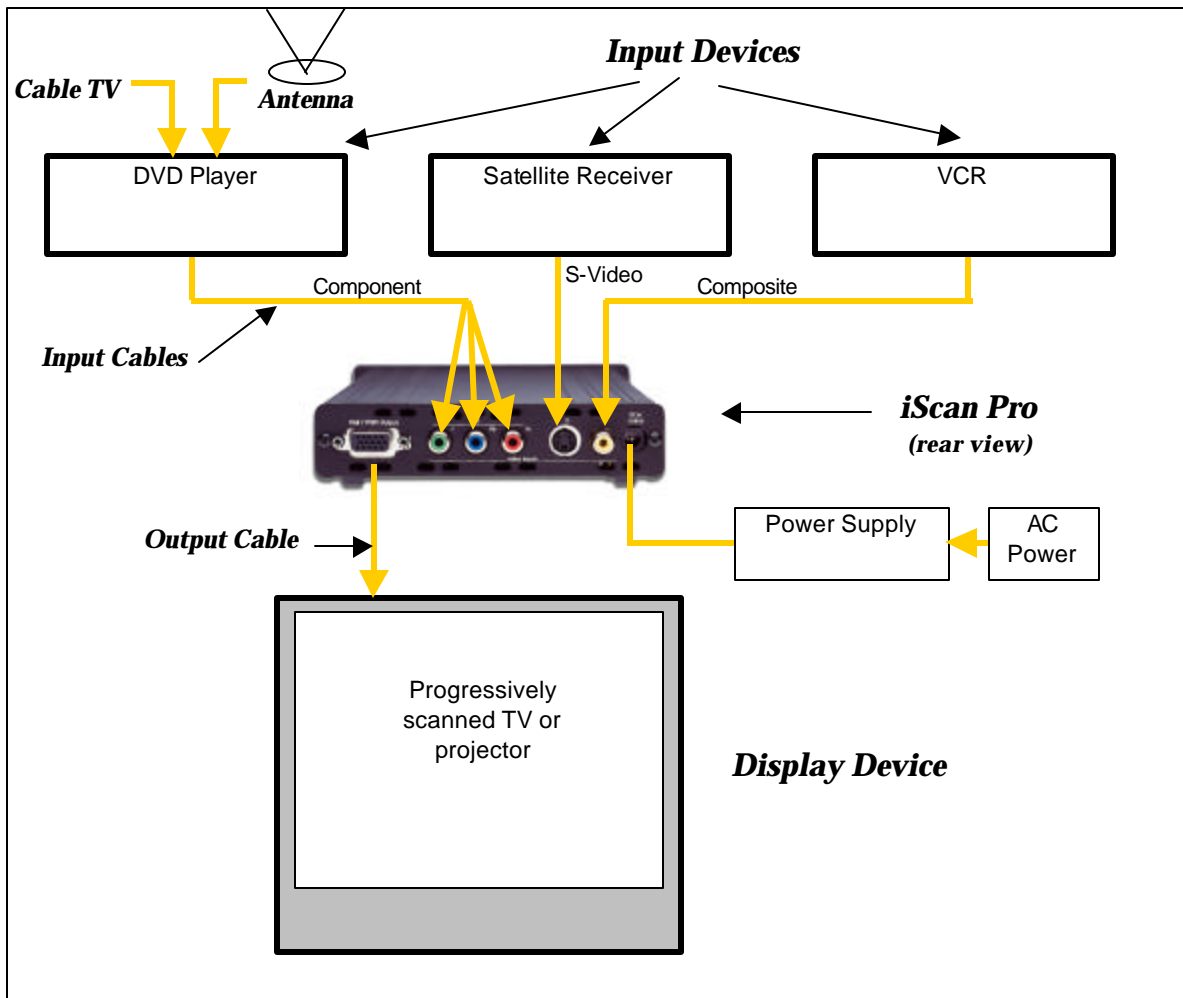 Input Devices
Cable TV
Antenna
DVD Player
Satellite Receiver
VCR
S-Video
Component
Composite
Input Cables
iScan Pro
(rear view)
Output Cable
Power Supply
AC
Power
Progressively
scanned TV or
projector
Display Device